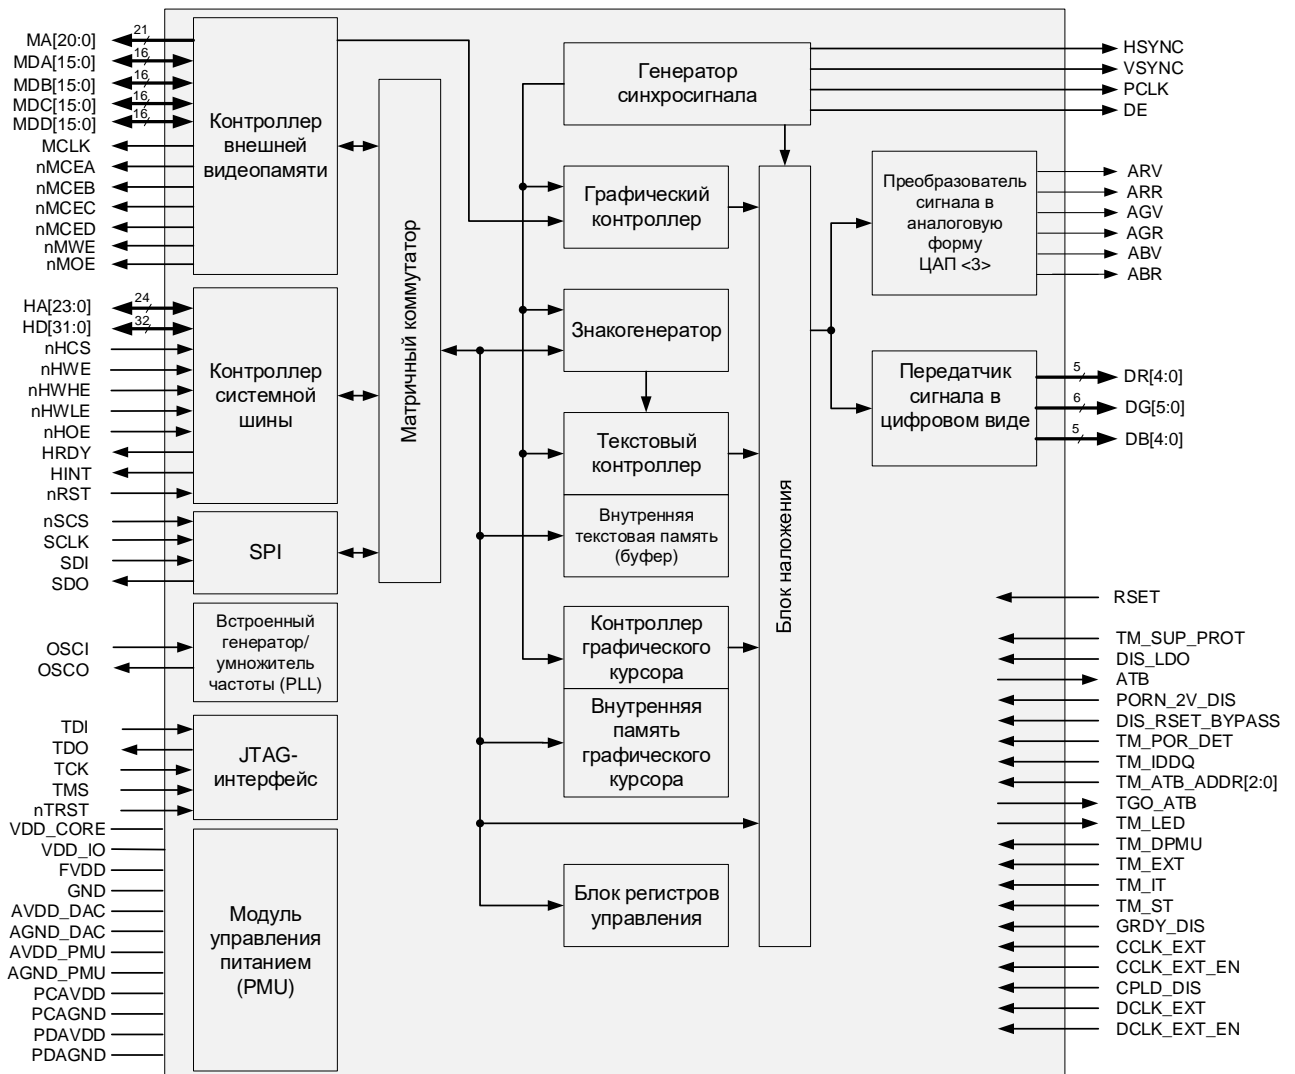 MA[20:0]
21
MDA[15:0]
16
MDB[15:0]
16
MDC[15:0]
16
MDD[15:0]
16
MCLK
nMCEA
nMCEB
nMCEC
nMCED
nMWE
nMOE
HA[23:0]
24
HD[31:0]
32
nHCS
nHWE
nHWHE
nHWLE
nHOE
HRDY
HINT
nRST
nSCS
SCLK
SDI
SDO
OSCI
OSCO
TDI
TDO
TCK
TMS
nTRST
VDD_CORE
VDD_IO
FVDD
GND
AVDD_DAC
AGND_DAC
AVDD_PMU
AGND_PMU
PCAVDD
PCAGND
PDAVDD
PDAGND
Контроллер
внешней
видеопамяти
Контроллер
системной
шины
SPI
Встроенный
генератор/
умножитель
частоты (PLL)
JTAG-
интерфейс
Модуль
управления
питанием
(PMU)
Матричный коммутатор
Генератор
синхросигнала
Графический
контроллер
Знакогенератор
Текстовый
контроллер
Внутренняя
текстовая память
(буфер)
Контроллер
графического
курсора
Внутренняя
память
графического
курсора
Блок регистров
управления
Блок наложения
Преобразователь
сигнала в
аналоговую
форму
ЦАП <3>
Передатчик
сигнала в
цифровом виде
HSYNC
VSYNC
PCLK
DE
ARV
ARR
AGV
AGR
ABV
ABR
5
DR[4:0]
6
DG[5:0]
5
DB[4:0]
RSET
TM_SUP_PROT
DIS_LDO
ATB
PORN_2V_DIS
DIS_RSET_BYPASS
TM_POR_DET
TM_IDDQ
TM_ATB_ADDR[2:0]
TGO_ATB
TM_LED
TM_DPMU
TM_EXT
TM_IT
TM_ST
GRDY_DIS
CCLK_EXT
CCLK_EXT_EN
CPLD_DIS
DCLK_EXT
DCLK_EXT_EN